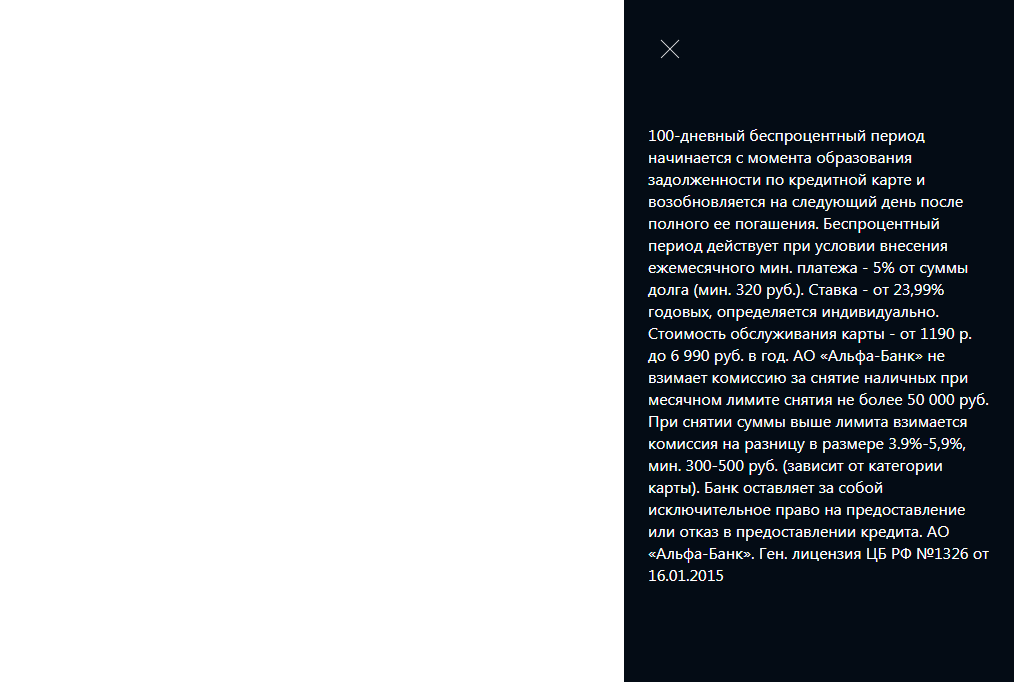 100-дневный беспроцентный период
начинается с момента образования
задолженности по кредитной карте и
возобновляется на следующий день после
полного ее погашения. Беспроцентный
период действует при условии внесения
ежемесячного мин. платежа - 5% от суммы
долга (мин. 320 руб.). Ставка - от 23,99%
годовых, определяется индивидуально.
Стоимость обслуживания карты - от 1190 р.
до 6 990 руб. в год. АО «Альфа-Банк» не
взимает комиссию за снятие наличных при
месячном лимите снятия не более 50 000 руб.
При снятии суммы выше лимита взимается
комиссия на разницу в размере 3.9%-5,9%,
мин. 300-500 руб. (зависит от категории
карты). Банк оставляет за собой
исключительное право на предоставление
или отказ в предоставлении кредита. АО
«Альфа-Банк». Ген. лицензия ЦБ РФ №1326 от
16.01.2015